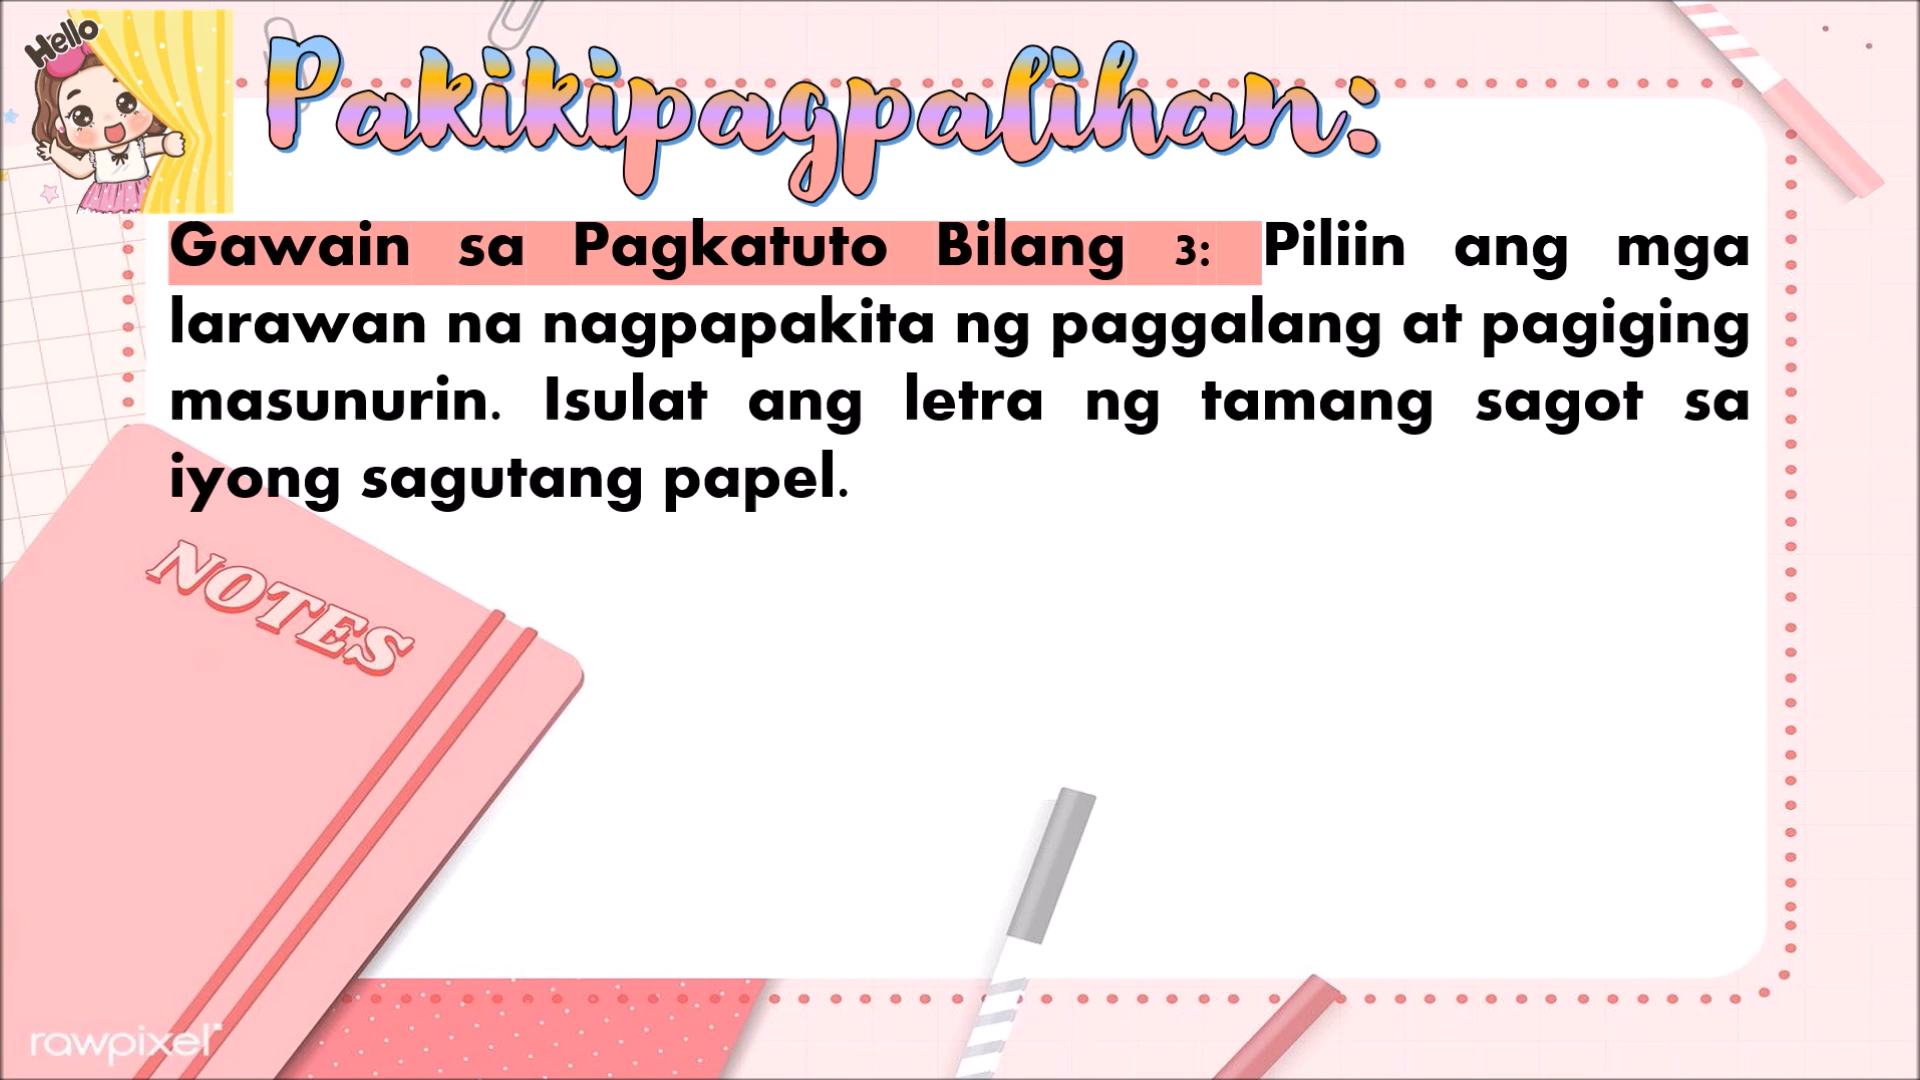 Hello
Pakikipagpalihan:
Gawain sa Pagkatuto Bilang 3: Piliin ang mga
larawan na nagpapakita ng paggalang at pagiging
masunurin. Isulat ang letra ng tamang sagot sa
iyong sagutang papel.
NOTES
rawpixel